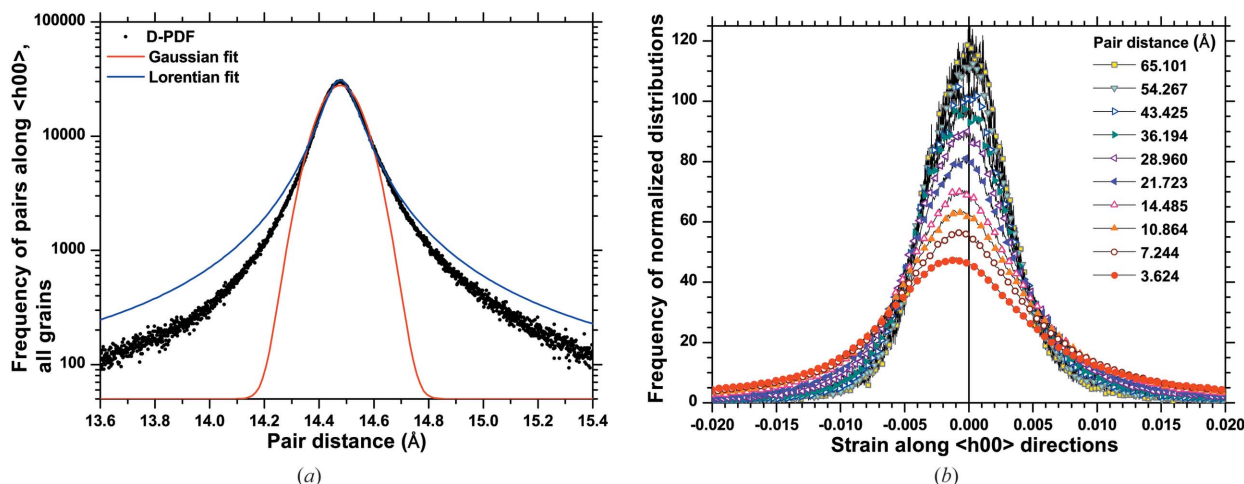 100000
10000
1000
100
Frequency of pairs along <h00>,
all grains
D-PDF
Gaussian fit
Lorentian fit
13.6 13.8 14.0 14.2 14.4 14.6 14.8 15.0 15.2 15.4
Pair distance (Å)
(a)
120
100
80
60
40
20
0
Frequency of normalized distributions
Pair distance (Å)
65.101
54.267
43.425
36.194
28.960
21.723
14.485
10.864
7.244
3.624
-0.020 -0.015 -0.010 -0.005 0.000 0.005 0.010 0.015 0.020
Strain along <h00> directions
(b)